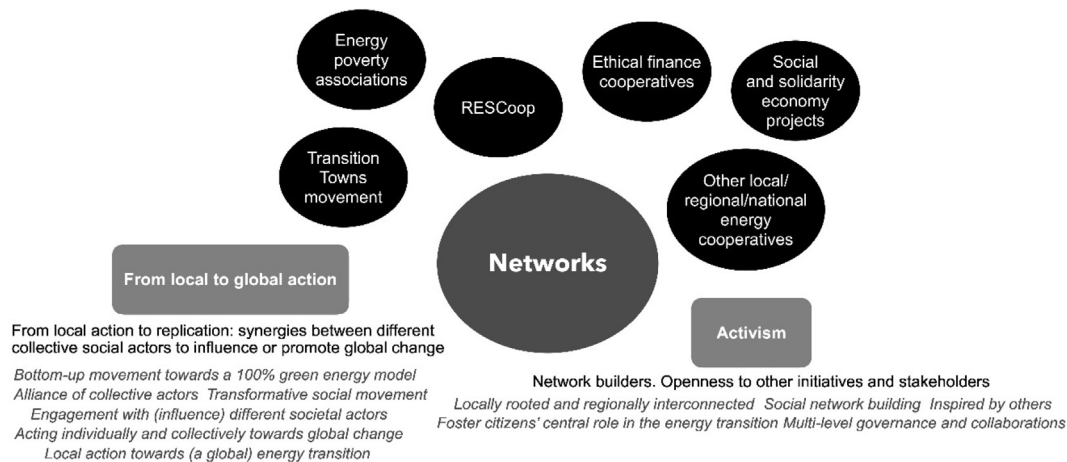 Energy
poverty
associations
RESCoop
Ethical finance
cooperatives
Social
and solidarity
economy
projects
Transition
Towns
movement
Other local/
regional/national
energy
cooperatives
Networks
From local to global action
From local action to replication: synergies between different
collective social actors to influence or promote global change
Bottom-up movement towards a 100% green energy model
Alliance of collective actors Transformative social movement
Engagement with (influence) different societal actors
Acting individually and collectively towards global change
Local action towards (a global) energy transition
Activism
Network builders. Openness to other initiatives and stakeholders
Locally rooted and regionally interconnected Social network building Inspired by others
Foster citizens' central role in the energy transition Multi-level governance and collaborations